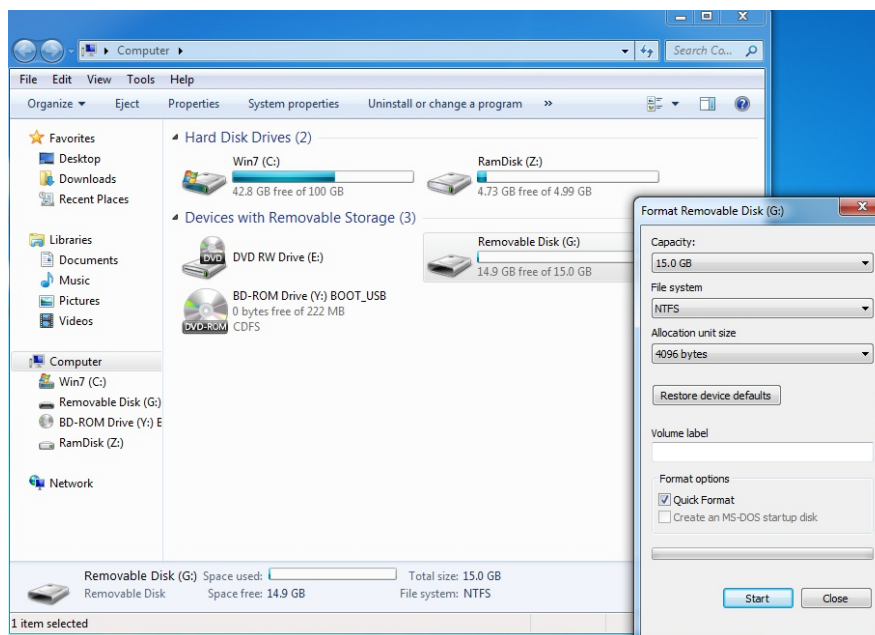 Computer
Search Co...
File Edit View Tools Help
Organize Eject Properties System properties Uninstall or change a program »
Favorites
Desktop
Downloads
Recent Places
Libraries
Documents
Music
Pictures
Videos
Computer
Win7 (C:)
Removable Disk (G:)
BD-ROM Drive (Y:) E
RamDisk (Z:)
Network
Hard Disk Drives (2)
Win7 (C:)
42.8 GB free of 100 GB
RamDisk (Z:)
4.73 GB free of 4.99 GB
Devices with Removable Storage (3)
DVD
DVD RW Drive (E:)
Removable Disk (G:)
14.9 GB free of 15.0 GB
DVD-ROM
BD-ROM Drive (Y:) BOOT_USB
0 bytes free of 222 MB
CDFS
Removable Disk (G:) Space used: Total size: 15.0 GB
Removable Disk Space free: 14.9 GB File system: NTFS
1 item selected
Format Removable Disk (G:)
Capacity:
15.0 GB
File system
NTFS
Allocation unit size
4096 bytes
Restore device defaults
Volume label
Format options
Quick Format
Create an MS-DOS startup disk
Start Close